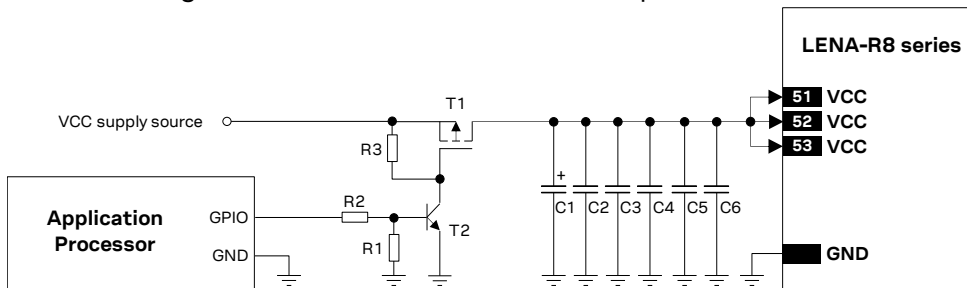 LENA-R8 series
T1
51 VCC
VCC supply source
52 VCC
53 VCC
R3
+
C1 C2 C3 C4 C5 C6
Application
Processor
GPIO
R2
T2
R1
GND
GND